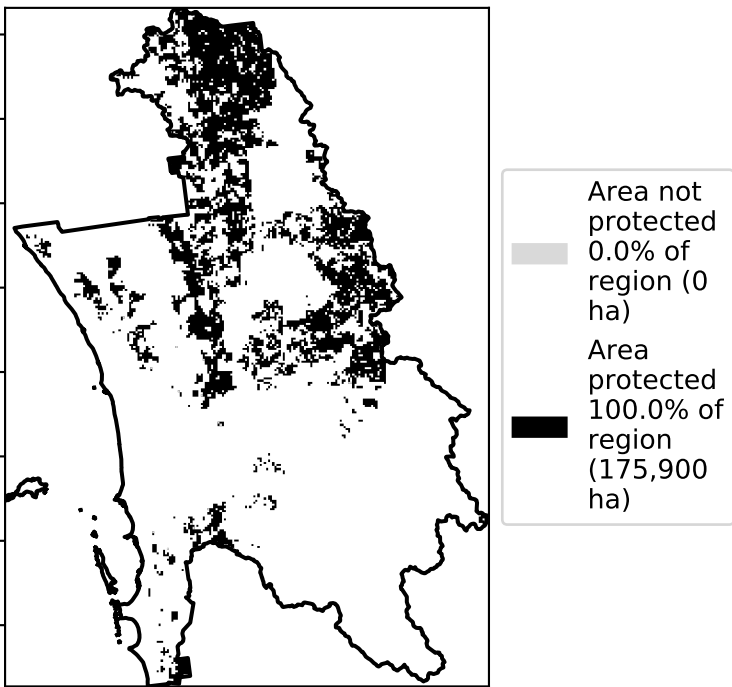 Area not
protected
0.0% of
region (0
ha)
Area
protected
100.0% of
region
(175,900
ha)